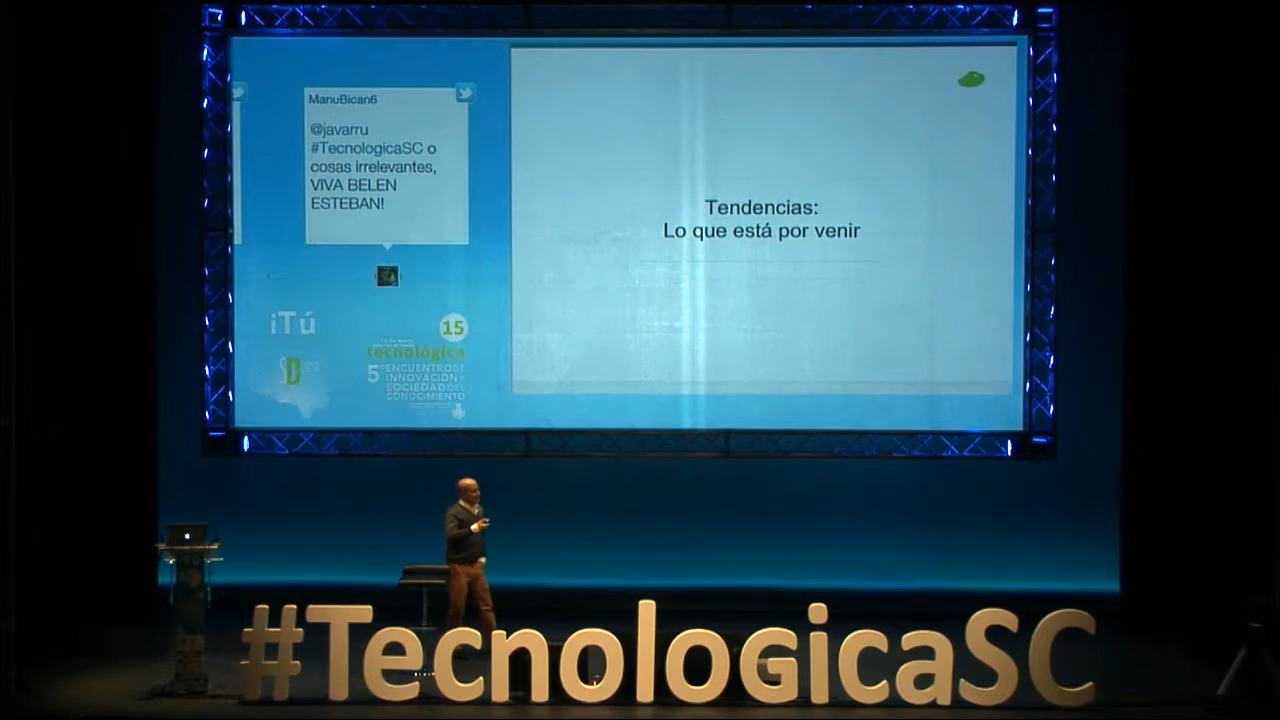 ManuBican6
@javarru
#TecnologicaSC o
cosas irrelevantes,
VIVA BELEN
ESTEBAN!
Tendencias:
Lo que está por venir
iTú
15
tecnológica
5º ENCUENTRO DE
INNOVACIÓN Y
SOCIEDAD DEL
CONOCIMIENTO
#TecnologicaSC